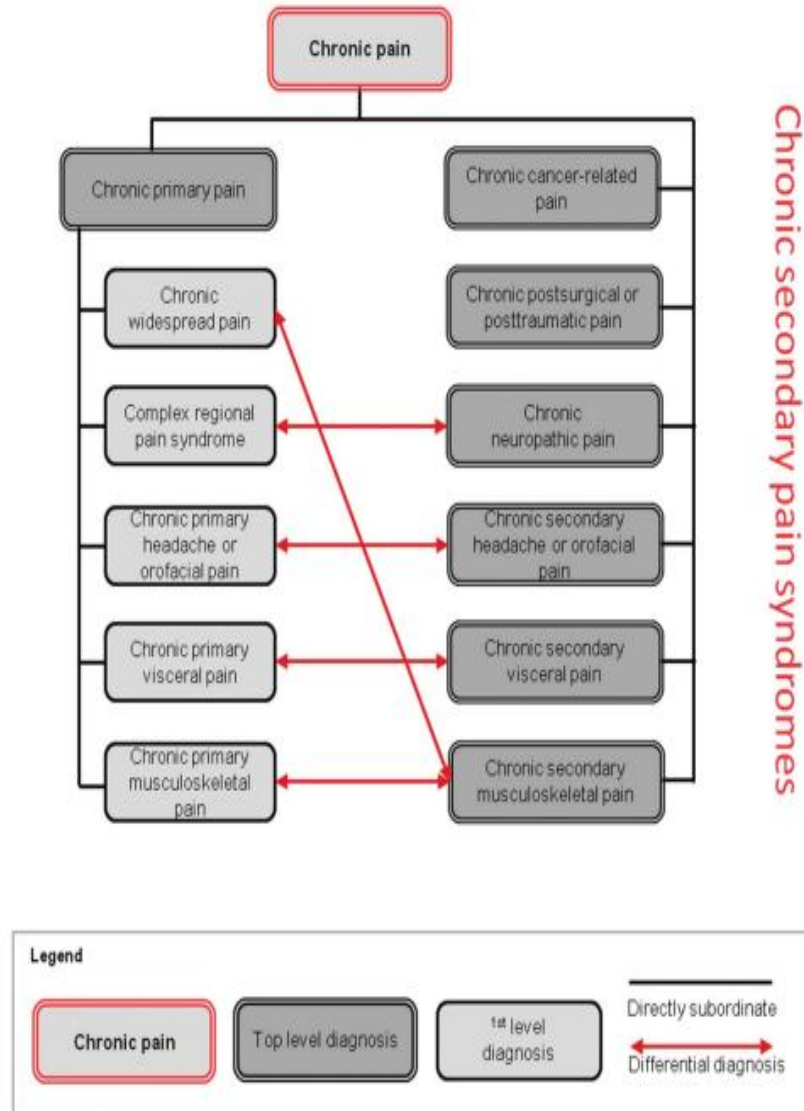 Chronic pain
Chronic primary pain
Chronic cancer-related
pain
Chronic
widespread pain
Chronic postsurgical or
posttraumatic pain
Complex regional
pain syndrome
Chronic
neuropathic pain
Chronic primary
headache or
orofacial pain
Chronic secondary
headache or orofacial
pain
Chronic primary
visceral pain
Chronic secondary
visceral pain
Chronic primary
musculoskeletal
pain
Chronic secondary
musculoskeletal pain
Chronic secondary pain syndromes
Legend
Chronic pain
Top level diagnosis
1st level
diagnosis
Directly subordinate
Differential diagnosis